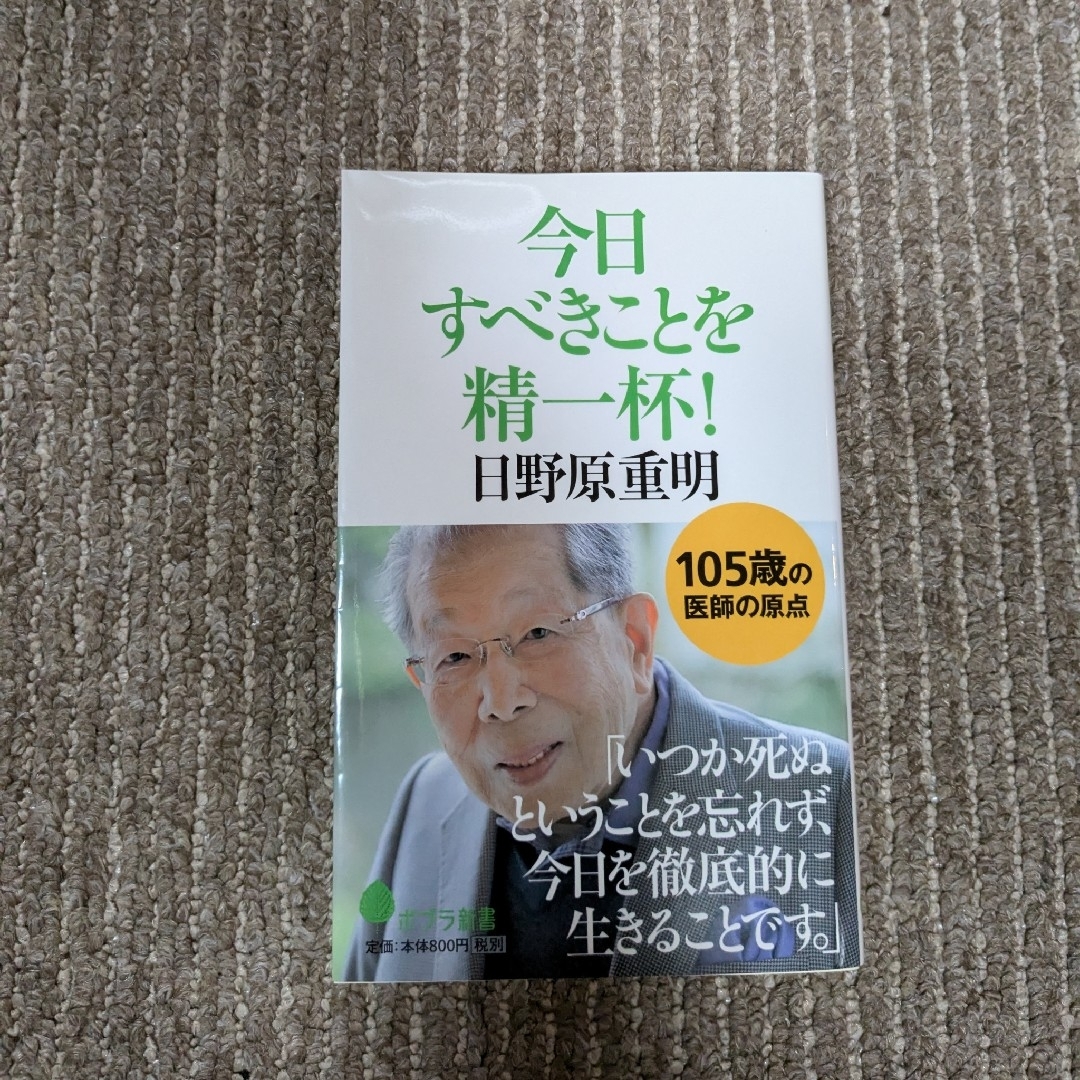 今日
すべきことを
精一杯!
日野原重明
105歳の
医師の原点
「いつか死ぬ
ということを忘れず、
今日を徹底的に
生きることです。」
ポプラ新書
定価:本体800円 税別